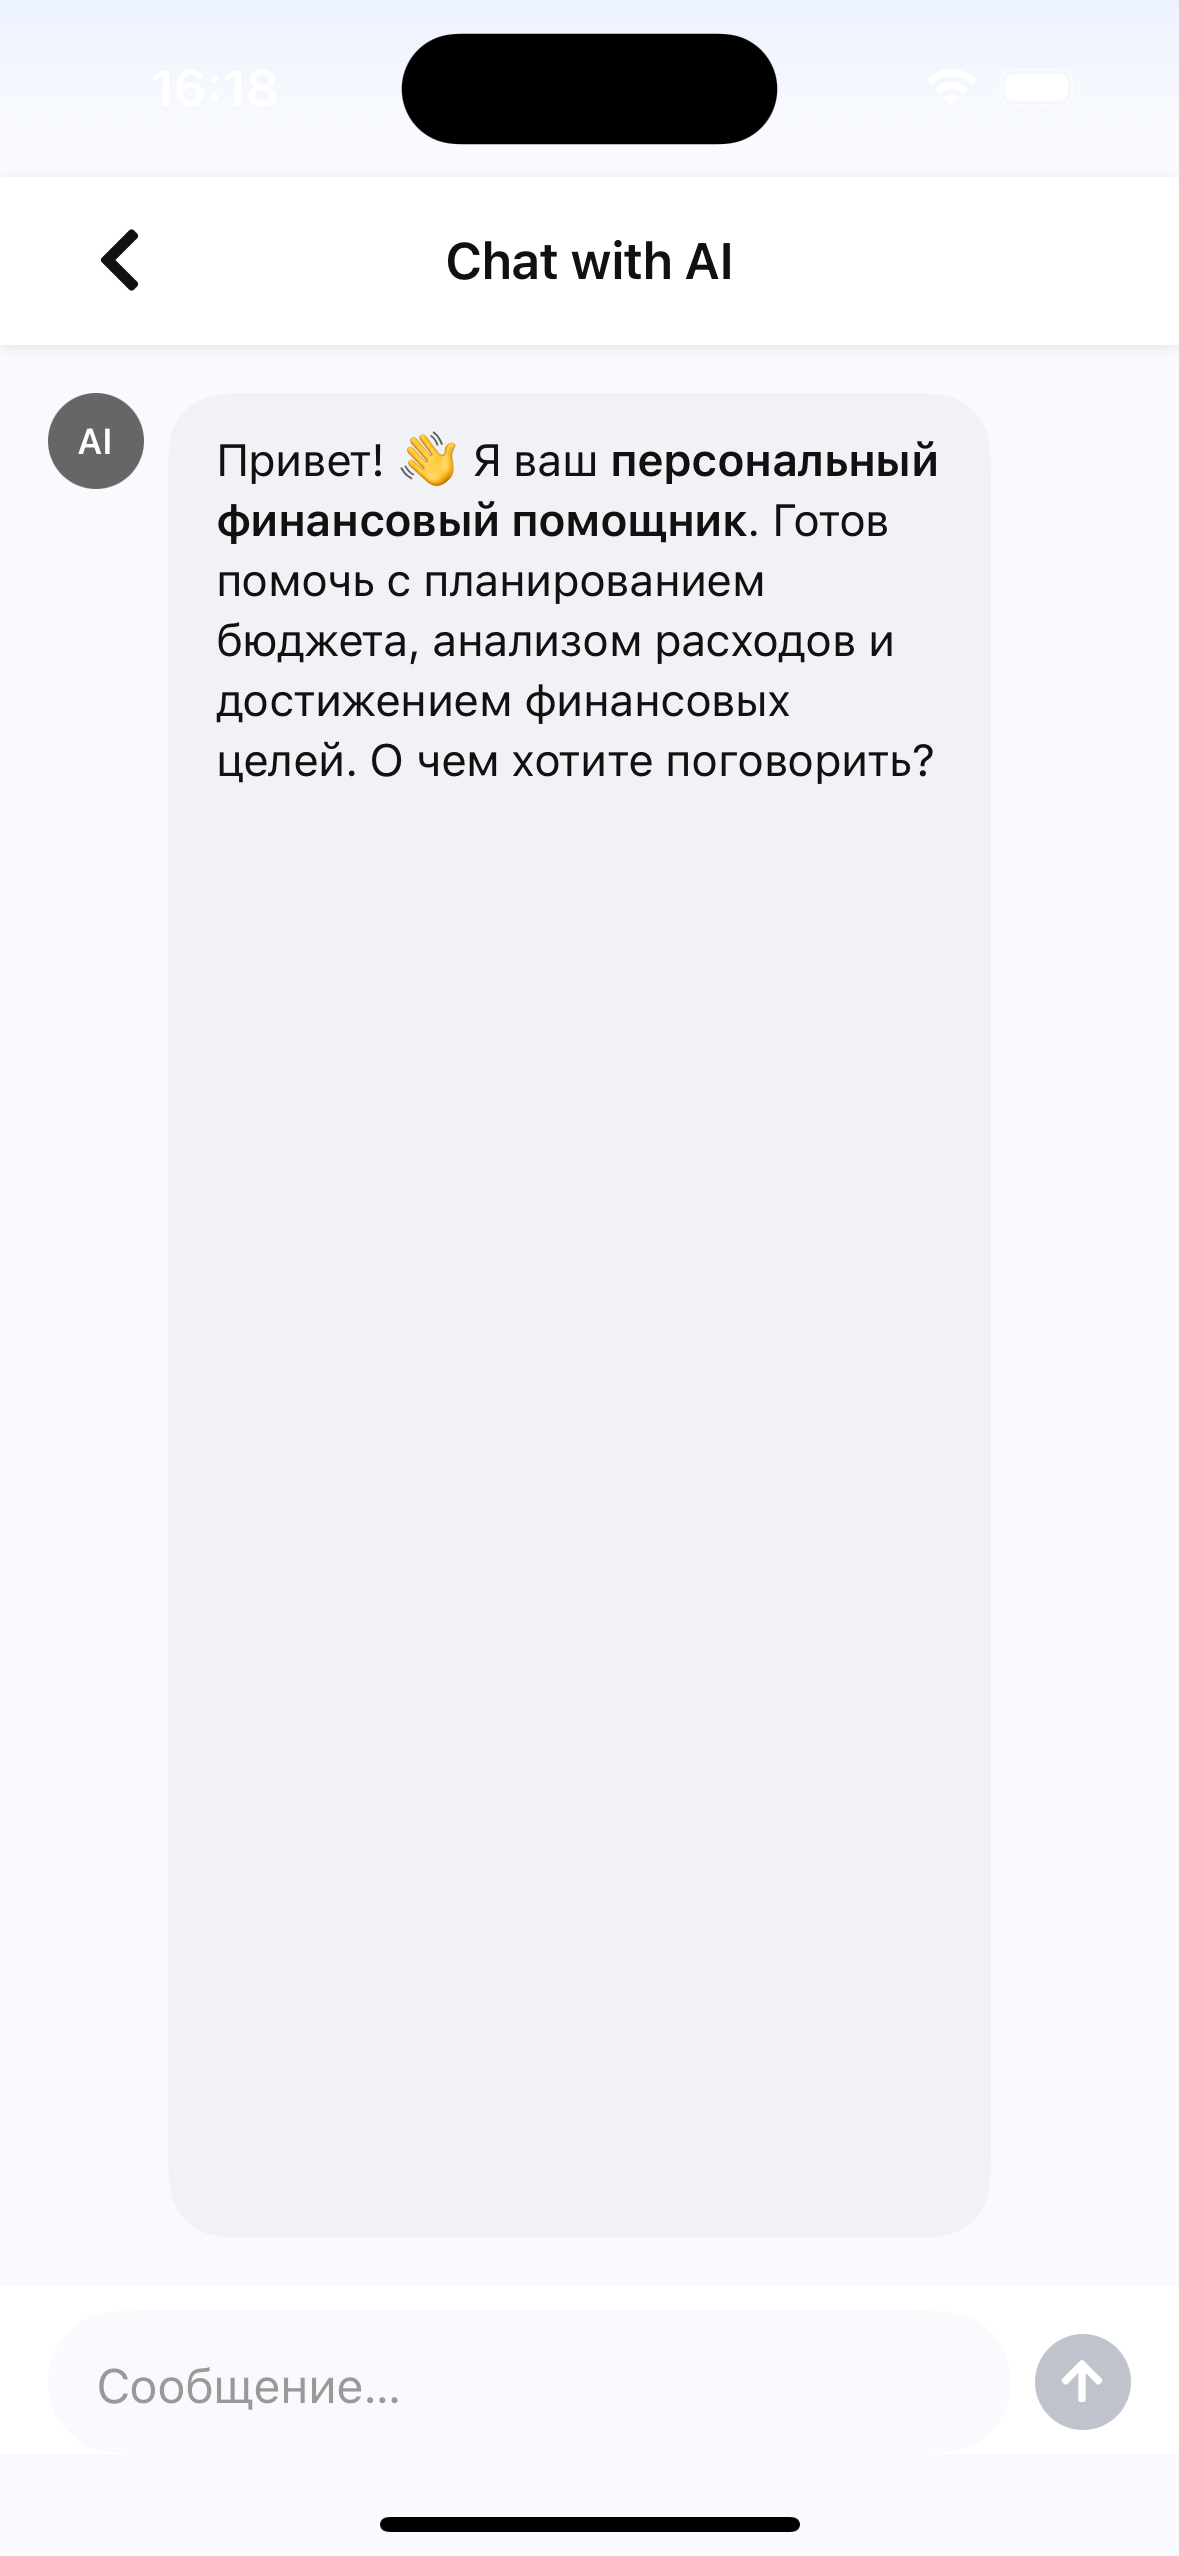 16:18
Chat with AI
AI
Привет! 👋 Я ваш персональный
финансовый помощник. Готов
помочь с планированием
бюджета, анализом расходов и
достижением финансовых
целей. О чем хотите поговорить?
Сообщение...